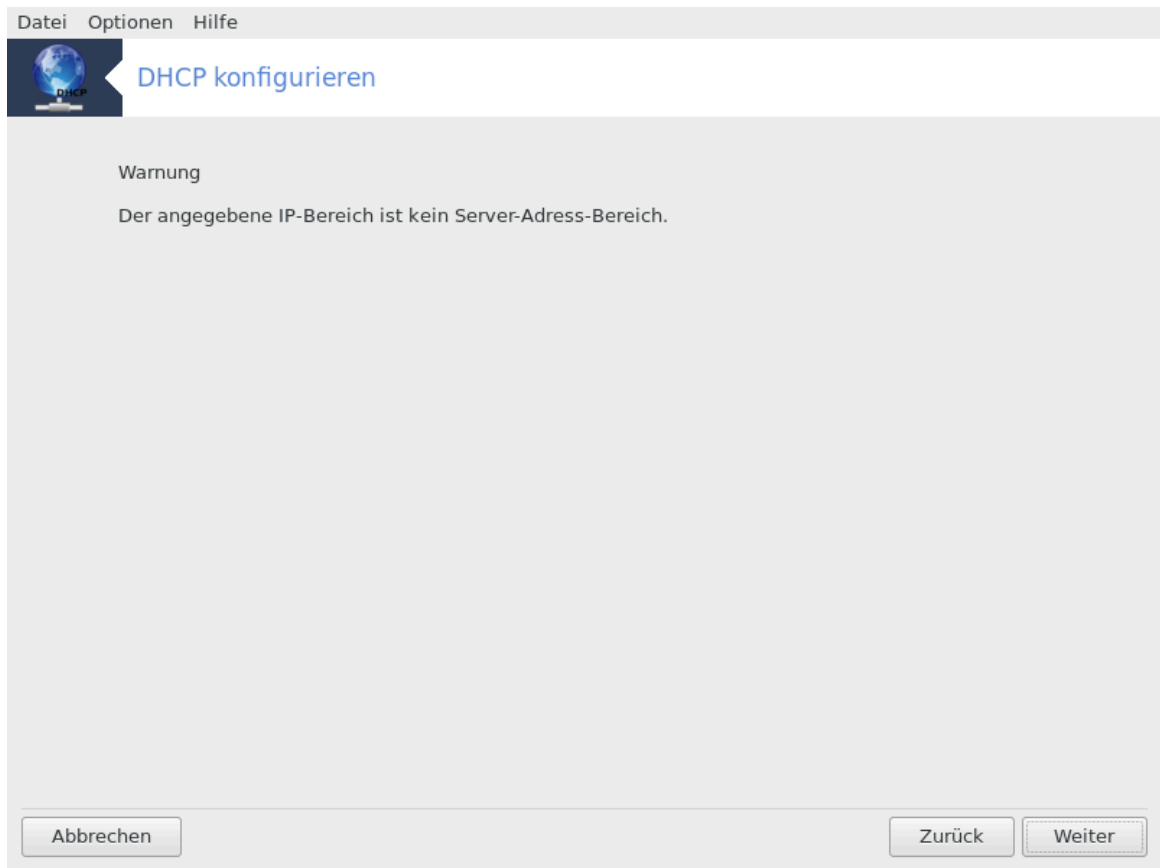 Datei Optionen Hilfe
DHCP
DHCP konfigurieren
Warnung
Der angegebene IP-Bereich ist kein Server-Adress-Bereich.
Abbrechen Zurück Weiter